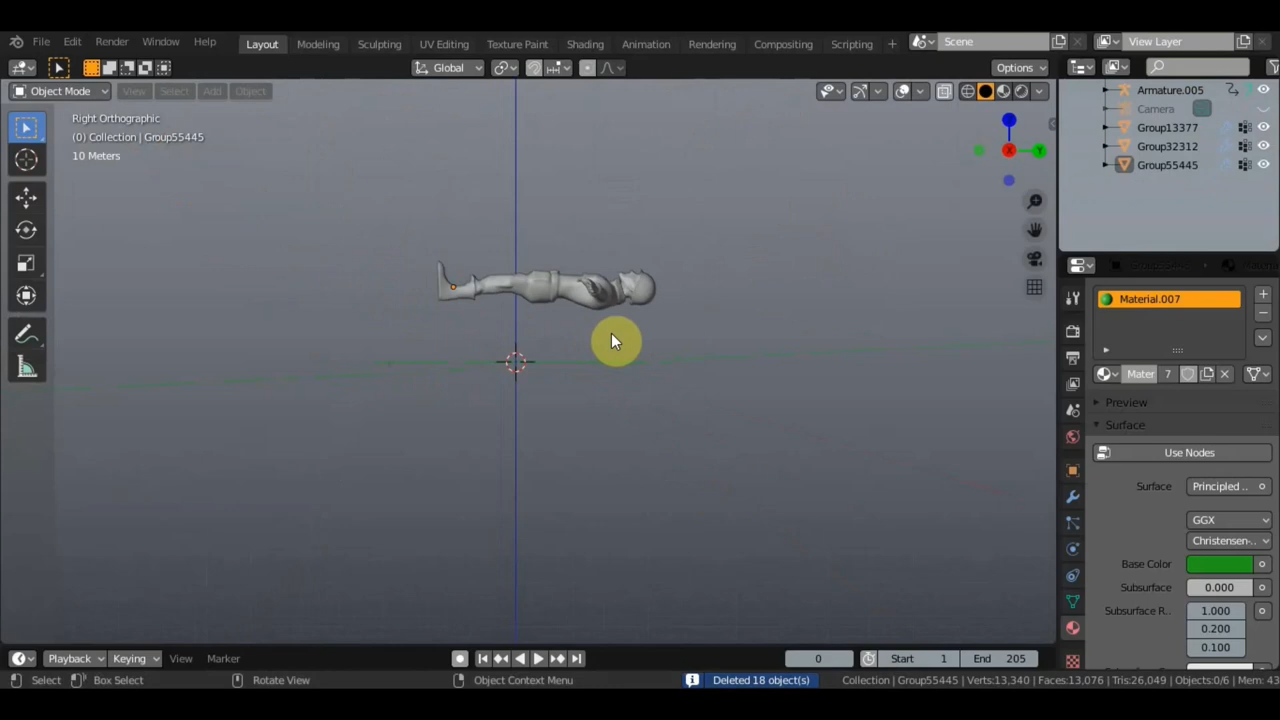 File Edit Render Window Help Layout Modeling Sculpting UV Editing Texture Paint Shading Animation Rendering Compositing Scripting + Scene View Layer
Global Options
Object Mode View Select Add Object
Right Orthographic
(0) Collection | Group55445
10 Meters
X
Armature.005
Camera
Group13377
Group32312
Group55445
Material.007
Mater 7
Preview
Surface
Use Nodes
Surface Principled ..
GGX
Christensen-..
Base Color
Subsurface 0.000
Subsurface R.. 1.000
0.200
0.100
Playback Keying View Marker 0 Start 1 End 205
Select Box Select Rotate View Object Context Menu Deleted 18 object(s) Collection | Group55445 | Verts:13,340 | Faces:13,076 | Tris:26,049 | Objects:0/6 | Mem: 43